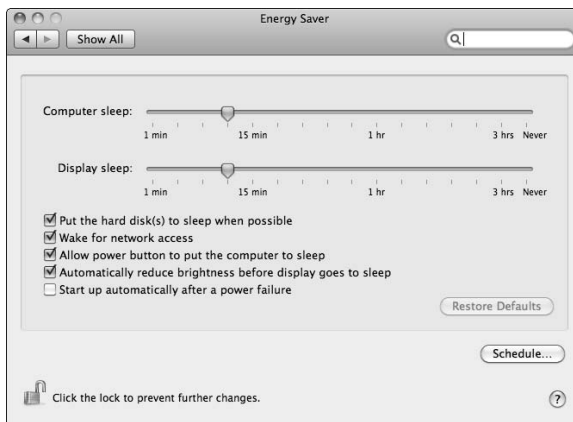 Energy Saver
Show All
Computer sleep:
1 min 15 min 1 hr 3 hrs Never
Display sleep:
1 min 15 min 1 hr 3 hrs Never
Put the hard disk(s) to sleep when possible
Wake for network access
Allow power button to put the computer to sleep
Automatically reduce brightness before display goes to sleep
Start up automatically after a power failure
Restore Defaults
Schedule...
Click the lock to prevent further changes.
?